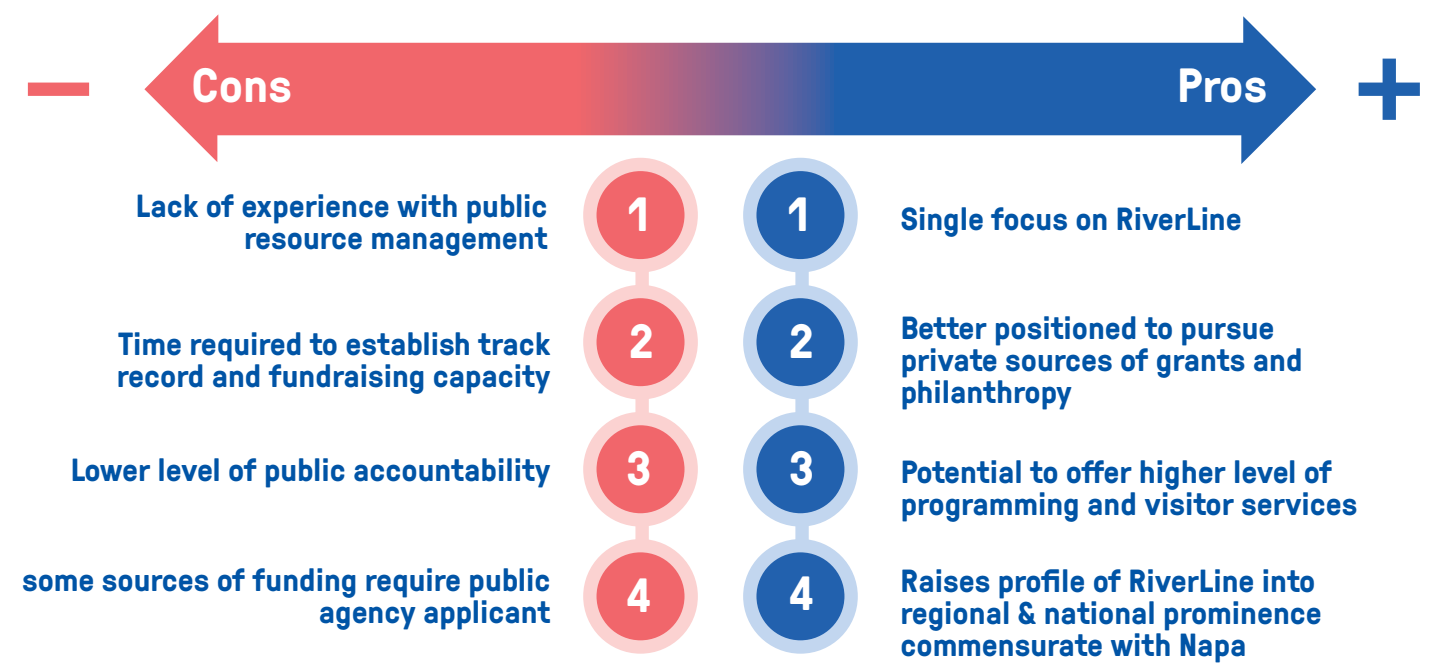 −
Cons
Pros
+
Lack of experience with public
resource management
1
1
Single focus on RiverLine
Time required to establish track
record and fundraising capacity
2
2
Better positioned to pursue
private sources of grants and
philanthropy
Lower level of public accountability
3
3
Potential to offer higher level of
programming and visitor services
some sources of funding require public
agency applicant
4
4
Raises profile of RiverLine into
regional & national prominence
commensurate with Napa